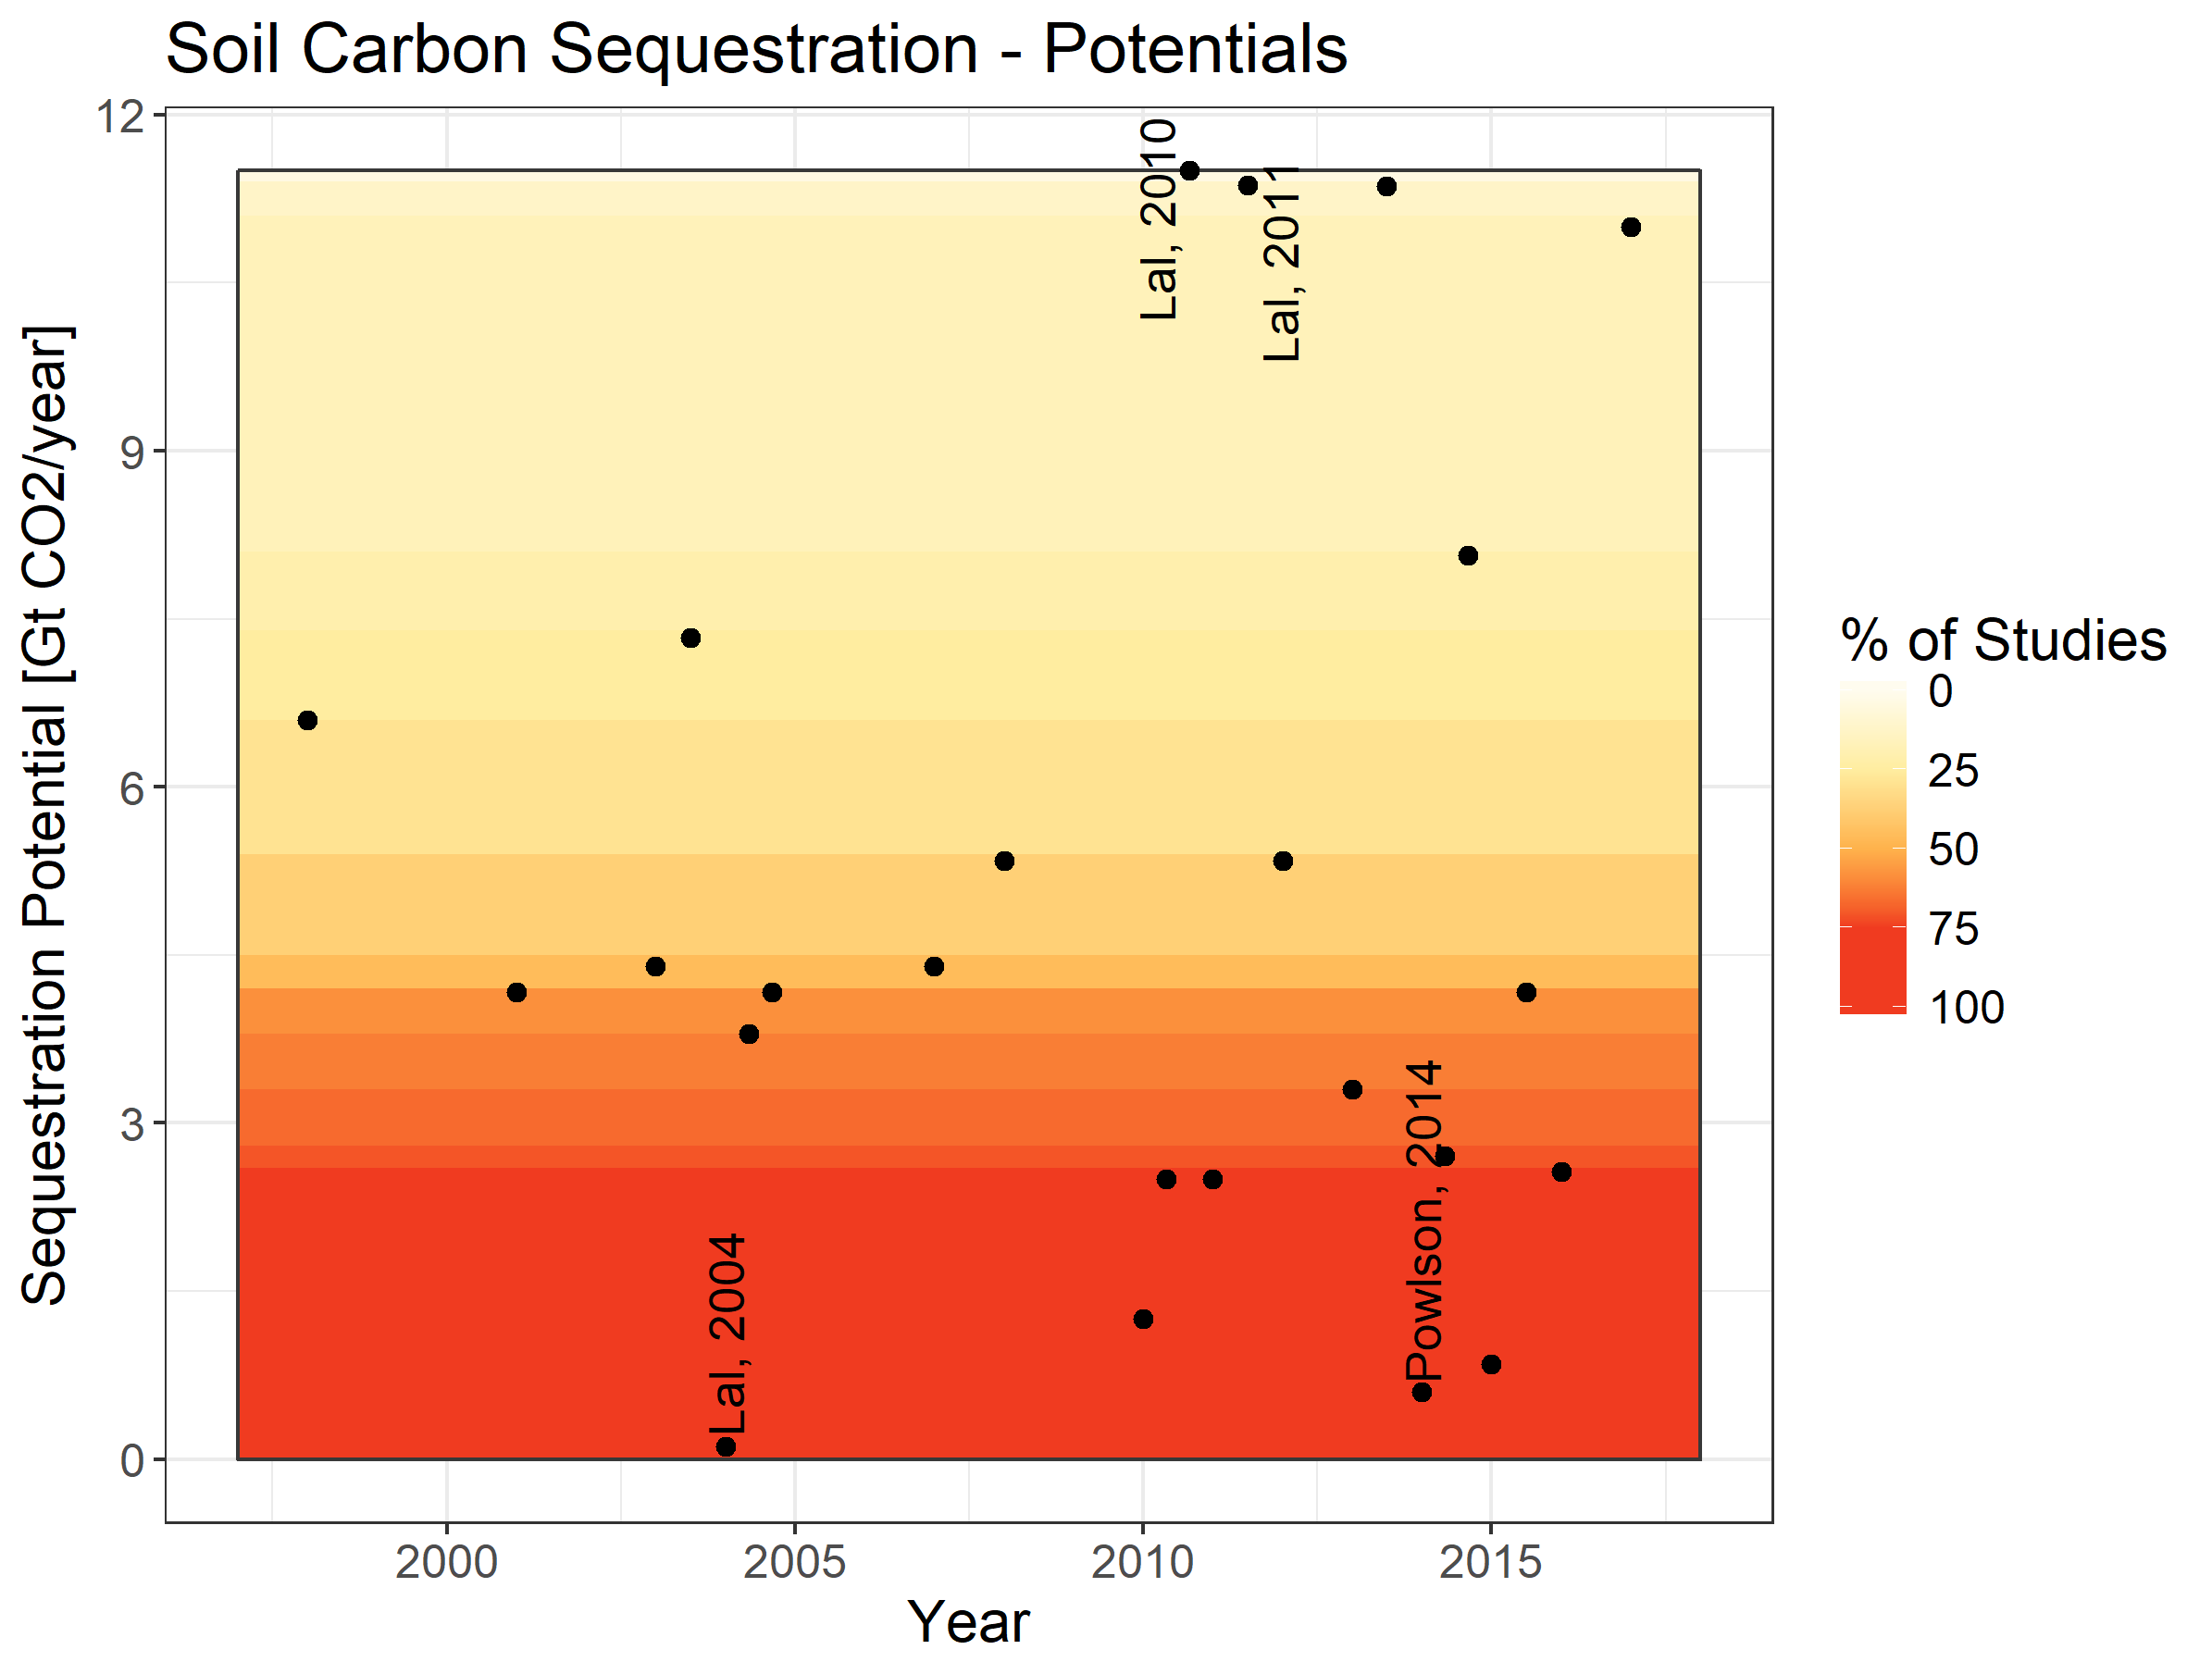 Soil Carbon Sequestration - Potentials
Sequestration Potential [Gt CO2/year]
12
9
6
3
0
Lal, 2010
Lal, 2011
Lal, 2004
Powlson, 2014
2000 2005 2010 2015
Year
% of Studies
0
25
50
75
100